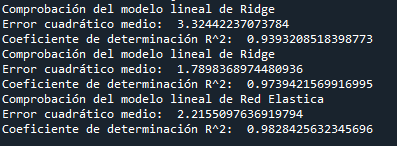 Comprobación del modelo lineal de Ridge
Error cuadrático medio:  3.32442237073784
Coeficiente de determinación R^2:  0.9393208518398773
Comprobación del modelo lineal de Ridge
Error cuadrático medio:  1.7898368974480936
Coeficiente de determinación R^2:  0.9739421569916995
Comprobación del modelo lineal de Red Elastica
Error cuadrático medio:  2.2155097636919794
Coeficiente de determinación R^2:  0.9828425632345696